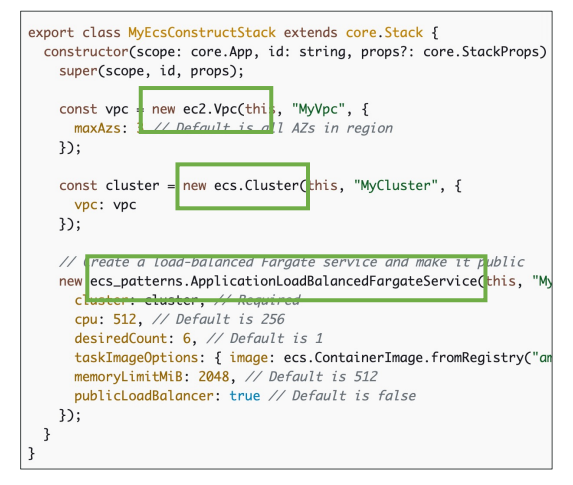 export class MyEcsConstructStack extends core.Stack {
constructor(scope: core.App, id: string, props?: core.StackProps)
super(scope, id, props);
const vpc = new ec2.Vpc(this, "MyVpc", {
maxAzs: // Default is all AZs in region
});
const cluster = new ecs.Cluster(this, "MyCluster", {
vpc: vpc
});
// Create a load-balanced Fargate service and make it public
new ecs_patterns.ApplicationLoadBalancedFargateService(this, "My
cluster: cluster, // Required
cpu: 512, // Default is 256
desiredCount: 6, // Default is 1
taskImageOptions: { image: ecs.ContainerImage.fromRegistry("am
memoryLimitMiB: 2048, // Default is 512
publicLoadBalancer: true // Default is false
});
}
}